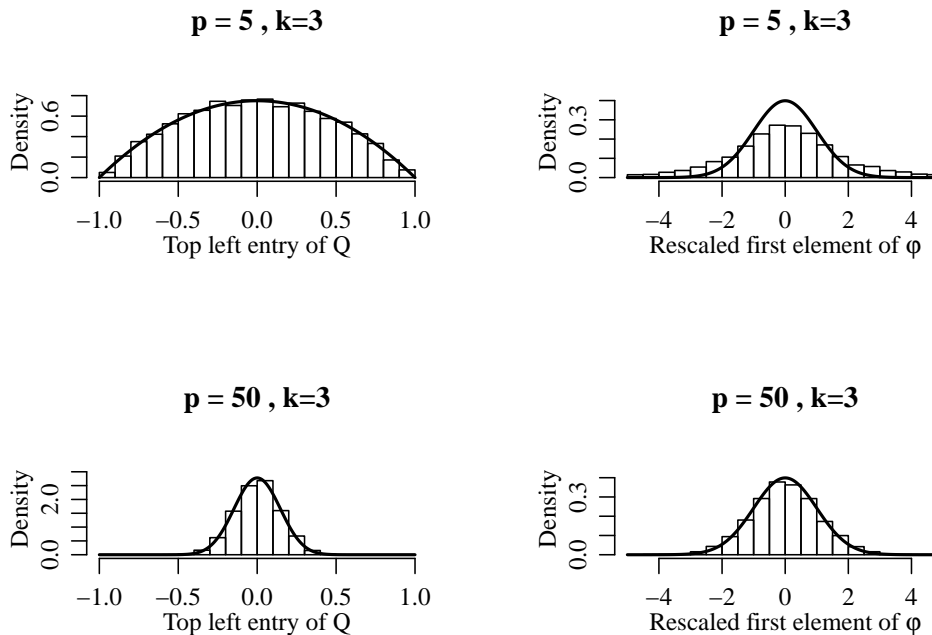 p = 5 , k=3
Density
0.0 0.6
−1.0 −0.5 0.0 0.5 1.0
Top left entry of Q
p = 5 , k=3
Density
0.0 0.3
−4 −2 0 2 4
Rescaled first element of φ
p = 50 , k=3
Density
0.0 2.0
−1.0 −0.5 0.0 0.5 1.0
Top left entry of Q
p = 50 , k=3
Density
0.0 0.3
−4 −2 0 2 4
Rescaled first element of φ